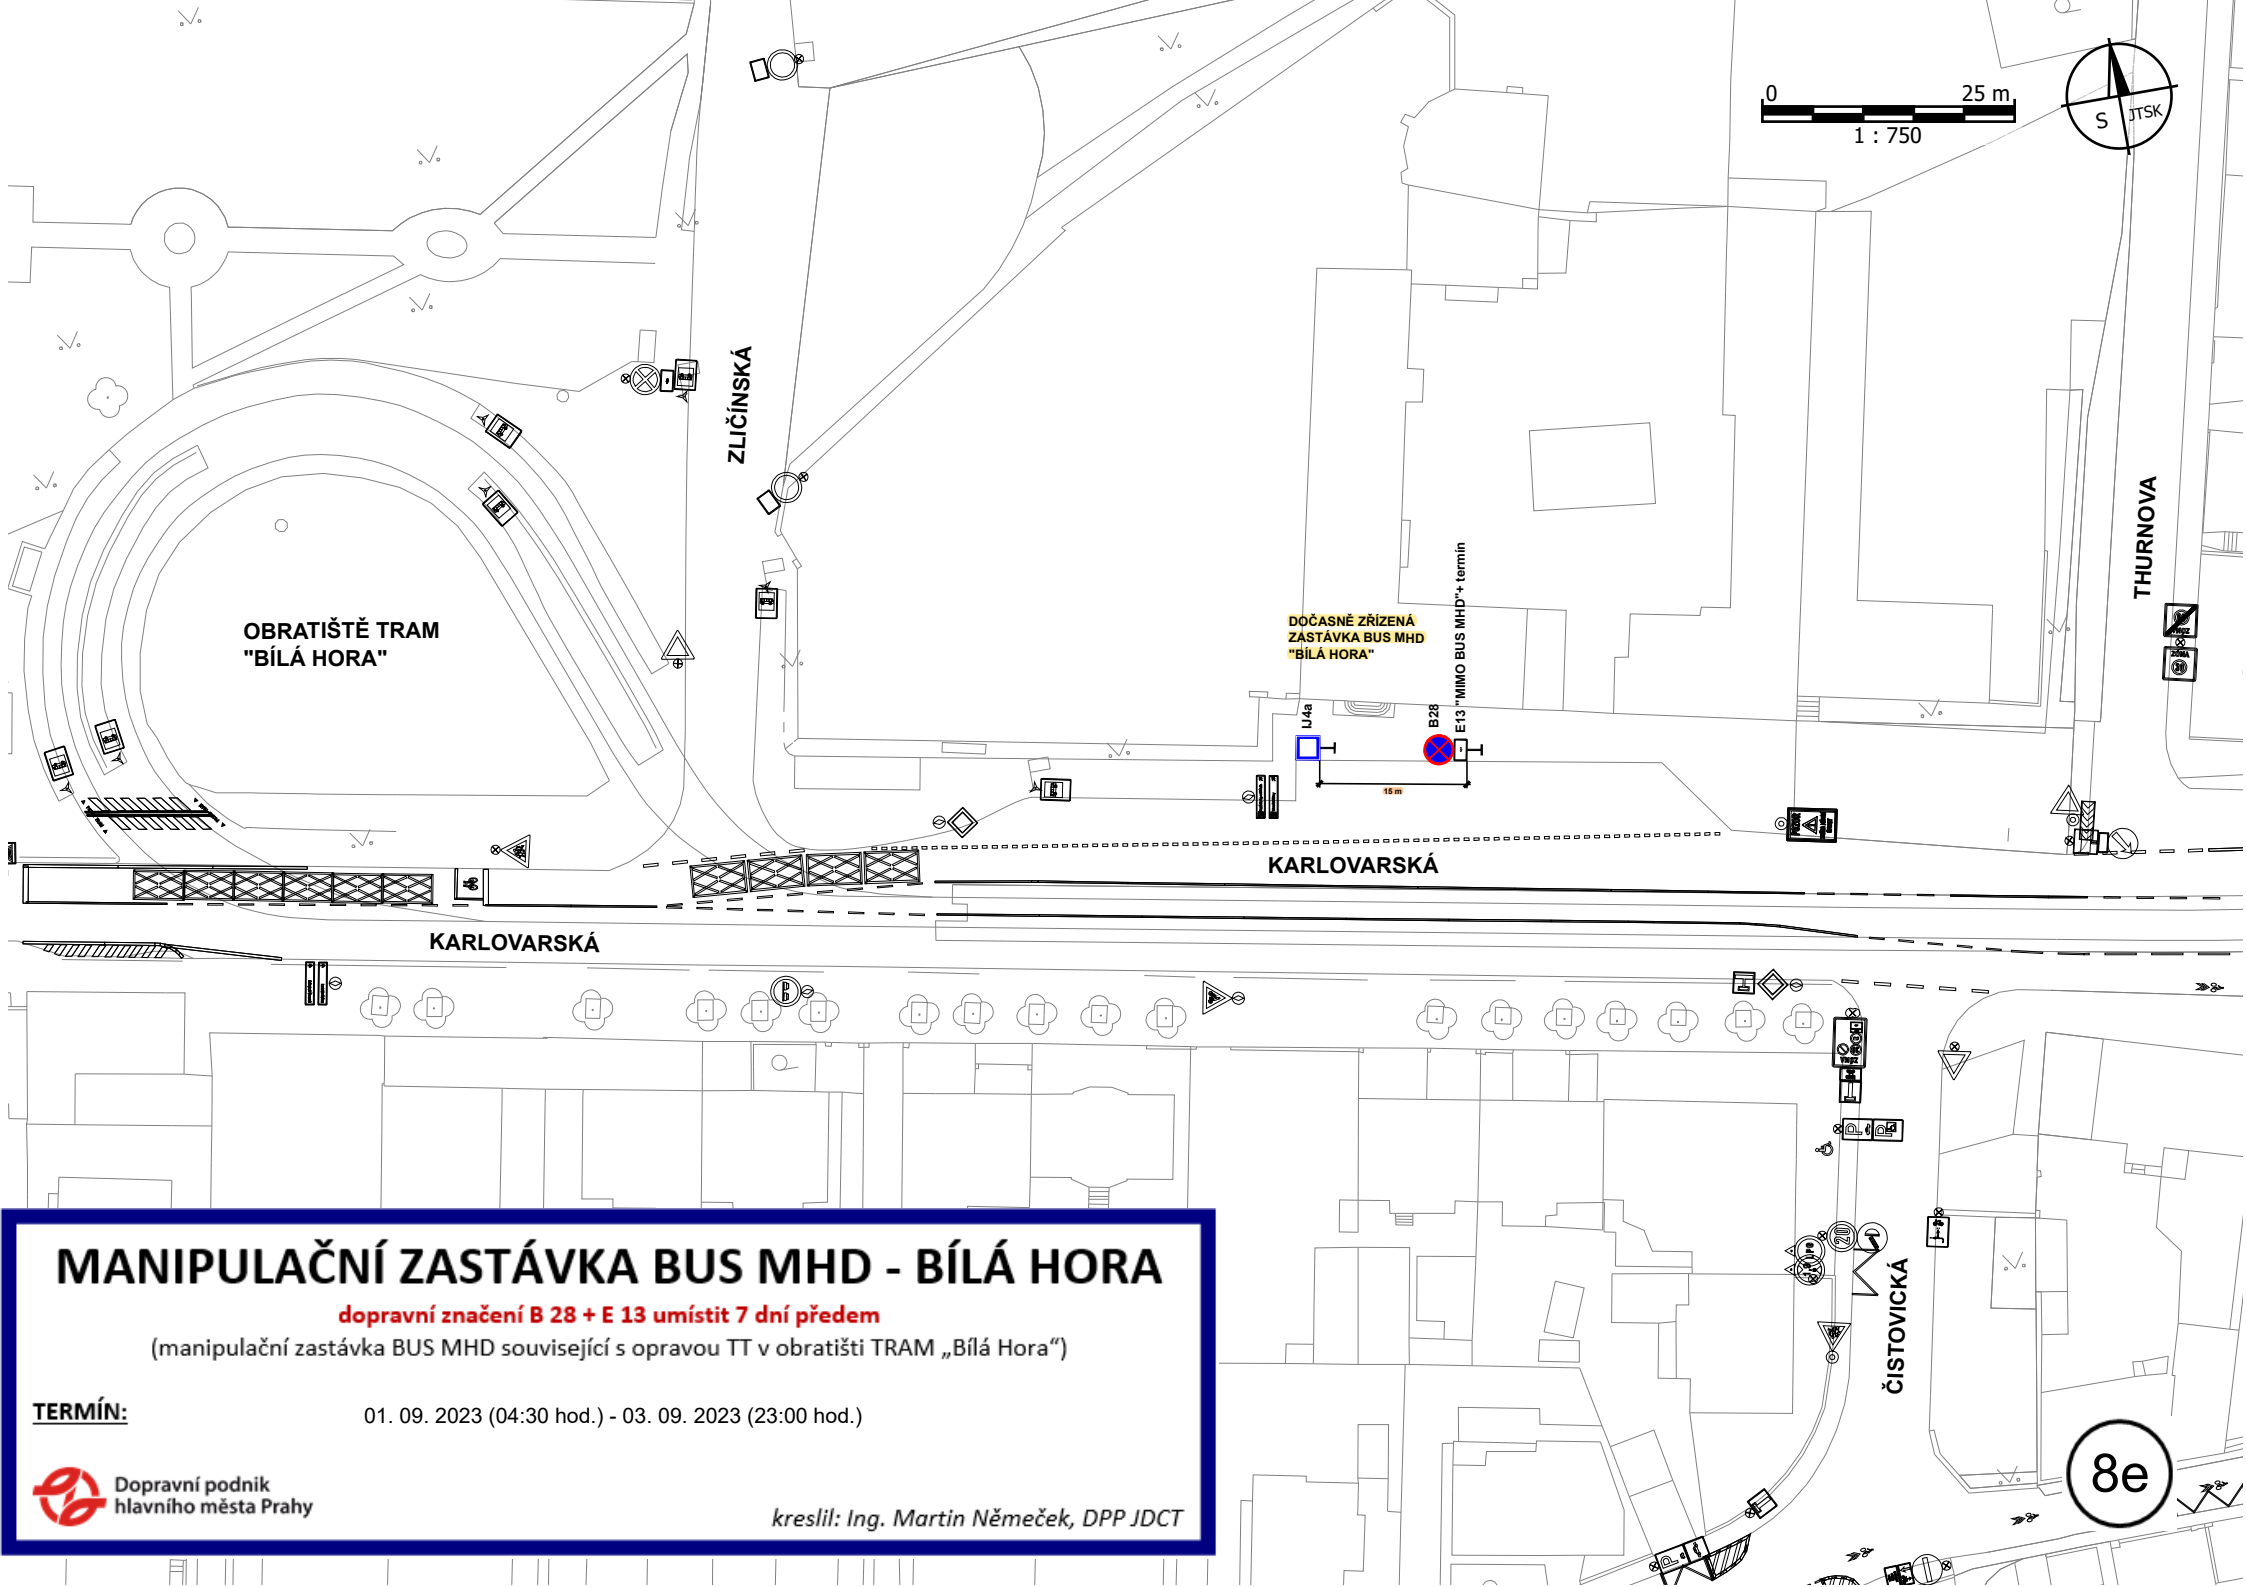 0 25 m
1 : 750
S JTSK
ZLIČÍNSKÁ
THURNOVA
OBRATIŠTĚ TRAM
"BÍLÁ HORA"
DOČASNĚ ZŘÍZENÁ
ZASTÁVKA BUS MHD
"BÍLÁ HORA"
IJ4a
B28
E13 "MIMO BUS MHD"+ termín
15 m
ZÓNA
POZOR
KARLOVARSKÁ
KARLOVARSKÁ
ZÓNA
P
20
ČISTOVICKÁ
P
MANIPULAČNÍ ZASTÁVKA BUS MHD - BÍLÁ HORA
dopravní značení B 28 + E 13 umístit 7 dní předem
(manipulační zastávka BUS MHD související s opravou TT v obratišti TRAM „Bílá Hora“)
TERMÍN: 01. 09. 2023 (04:30 hod.) - 03. 09. 2023 (23:00 hod.)
Dopravní podnik
hlavního města Prahy
kreslil: Ing. Martin Němeček, DPP JDCT
8e